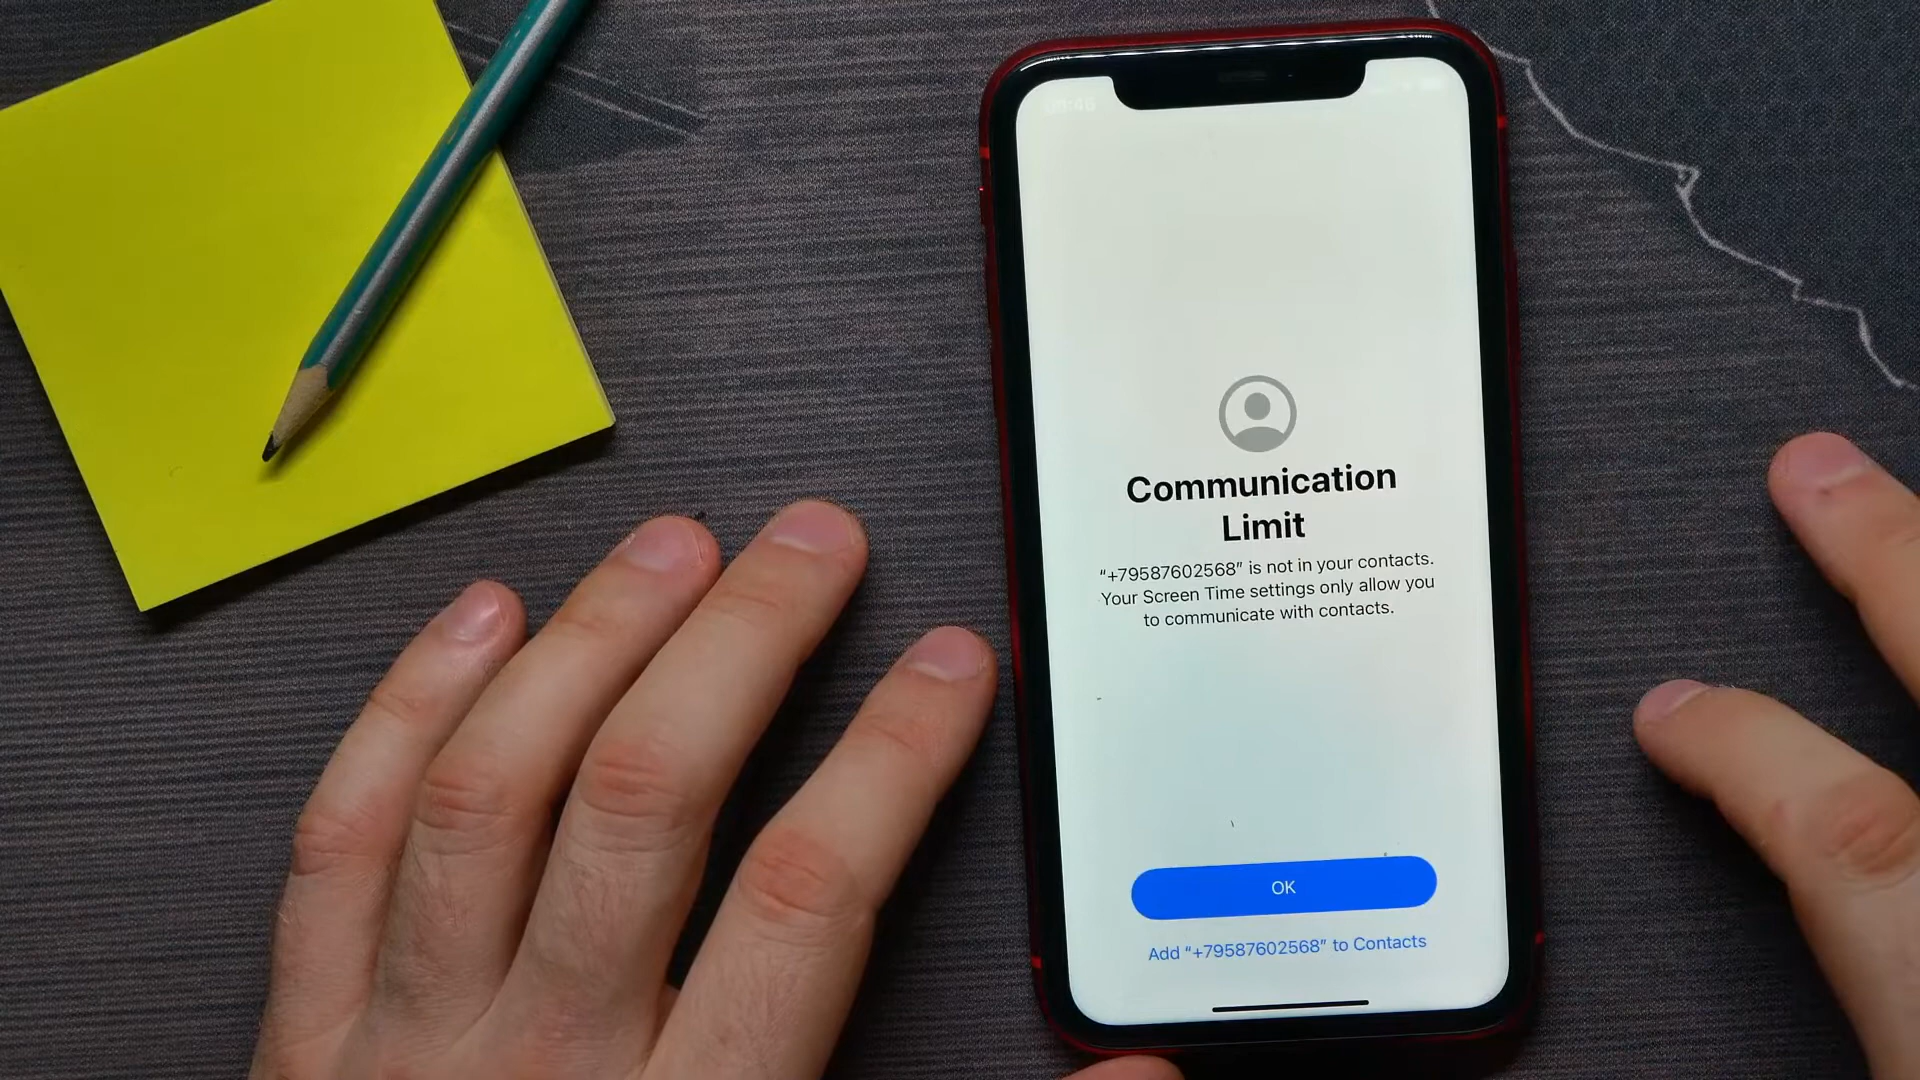 Communication
Limit
“+79587602568” is not in your contacts.
Your Screen Time settings only allow you
to communicate with contacts.
OK
Add “+79587602568” to Contacts